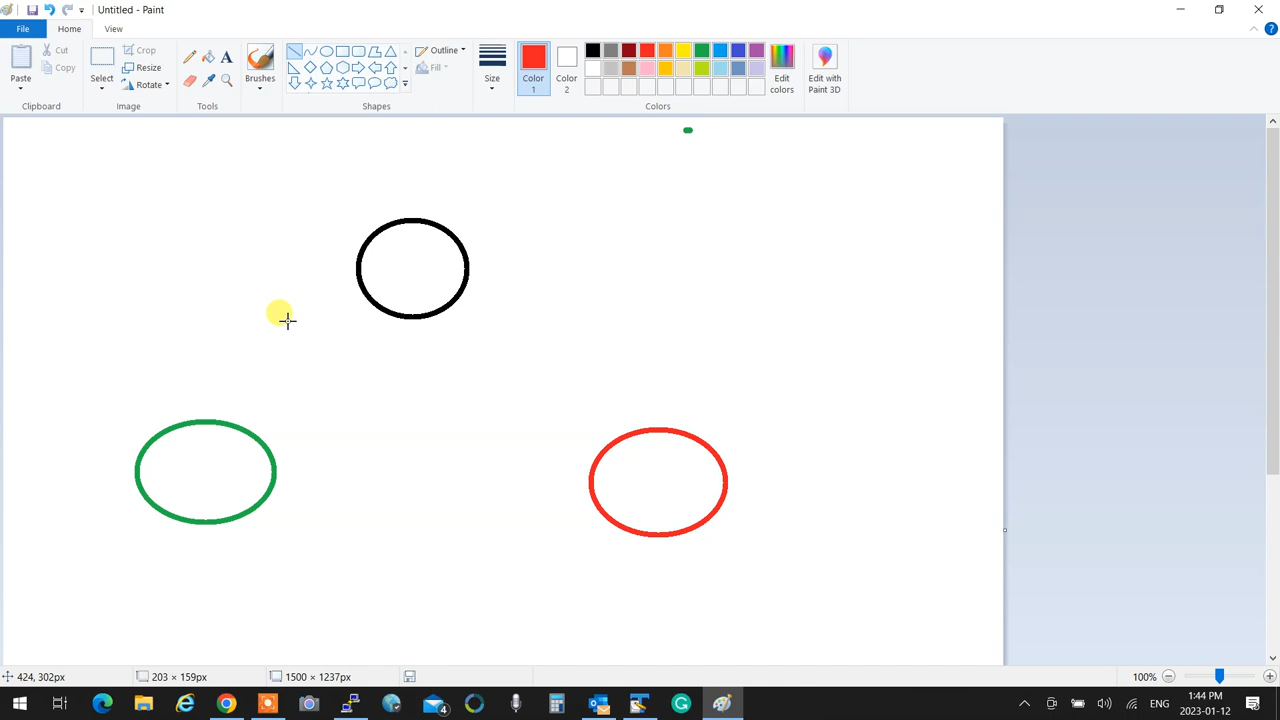 Untitled - Paint
File
Home
View
Paste
Cut
Copy
Clipboard
Select
Crop
Resize
Rotate
Image
A
Tools
Brushes
Outline
Fill
Shapes
Size
Color
1
Color
2
Edit
colors
Colors
Edit with
Paint 3D
424, 302px
203 × 159px
1500 × 1237px
100%
4
ENG
1:44 PM
2023-01-12